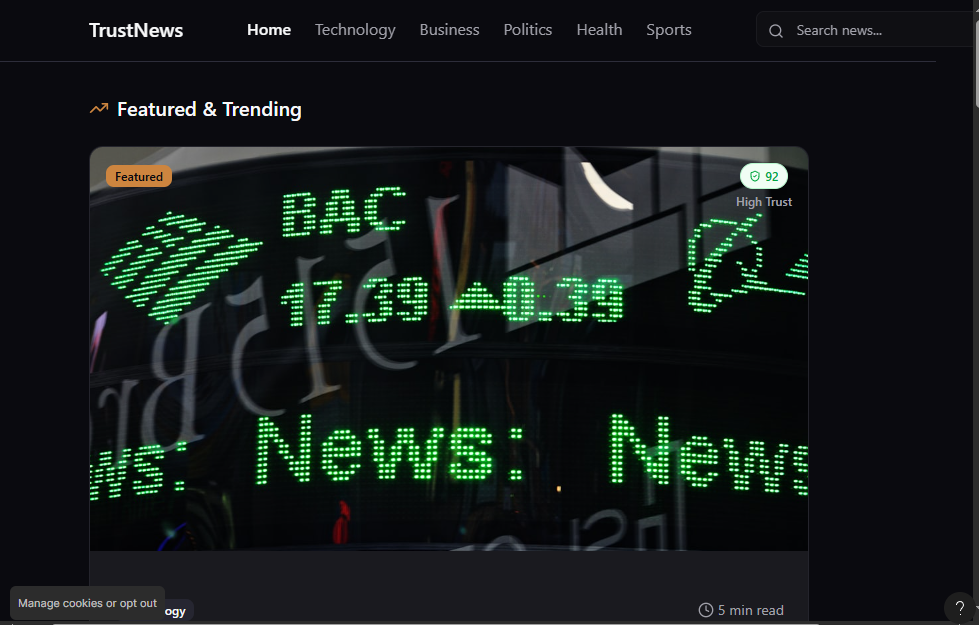 TrustNews Home Technology Business Politics Health Sports Search news...
Featured & Trending
Featured
92
High Trust
BAC
17.39 ▲0.39
News:
ws: News: News
Manage cookies or opt out
ogy
5 min read
?